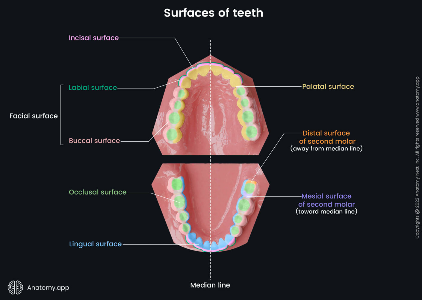 Surfaces of teeth
Incisal surface
Labial surface
Palatal surface
Facial surface
Buccal surface
Distal surface
of second molar
(away from median line)
Occlusal surface
Mesial surface
of second molar
(toward median line)
Lingual surface
Median line
Anatomy.app